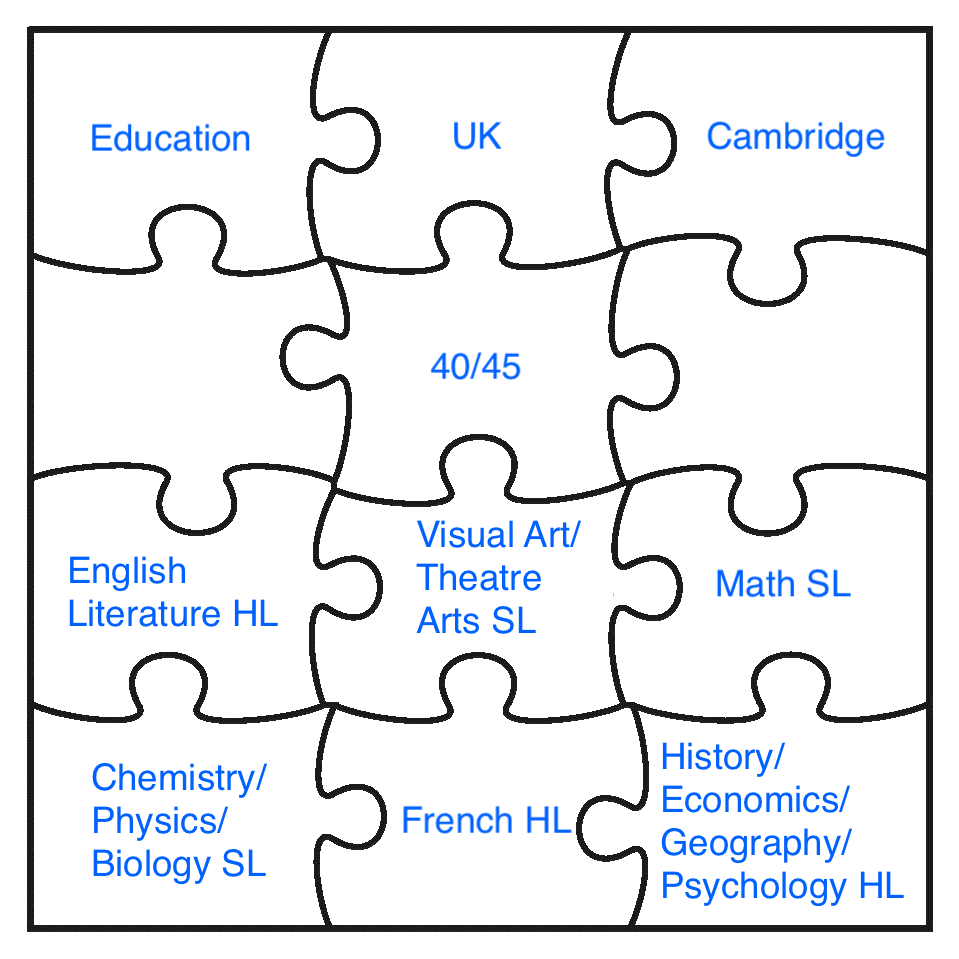 Education
UK
Cambridge
40/45
English
Literature HL
Visual Art/
Theatre
Arts SL
Math SL
Chemistry/
Physics/
Biology SL
French HL
History/
Economics/
Geography/
Psychology HL